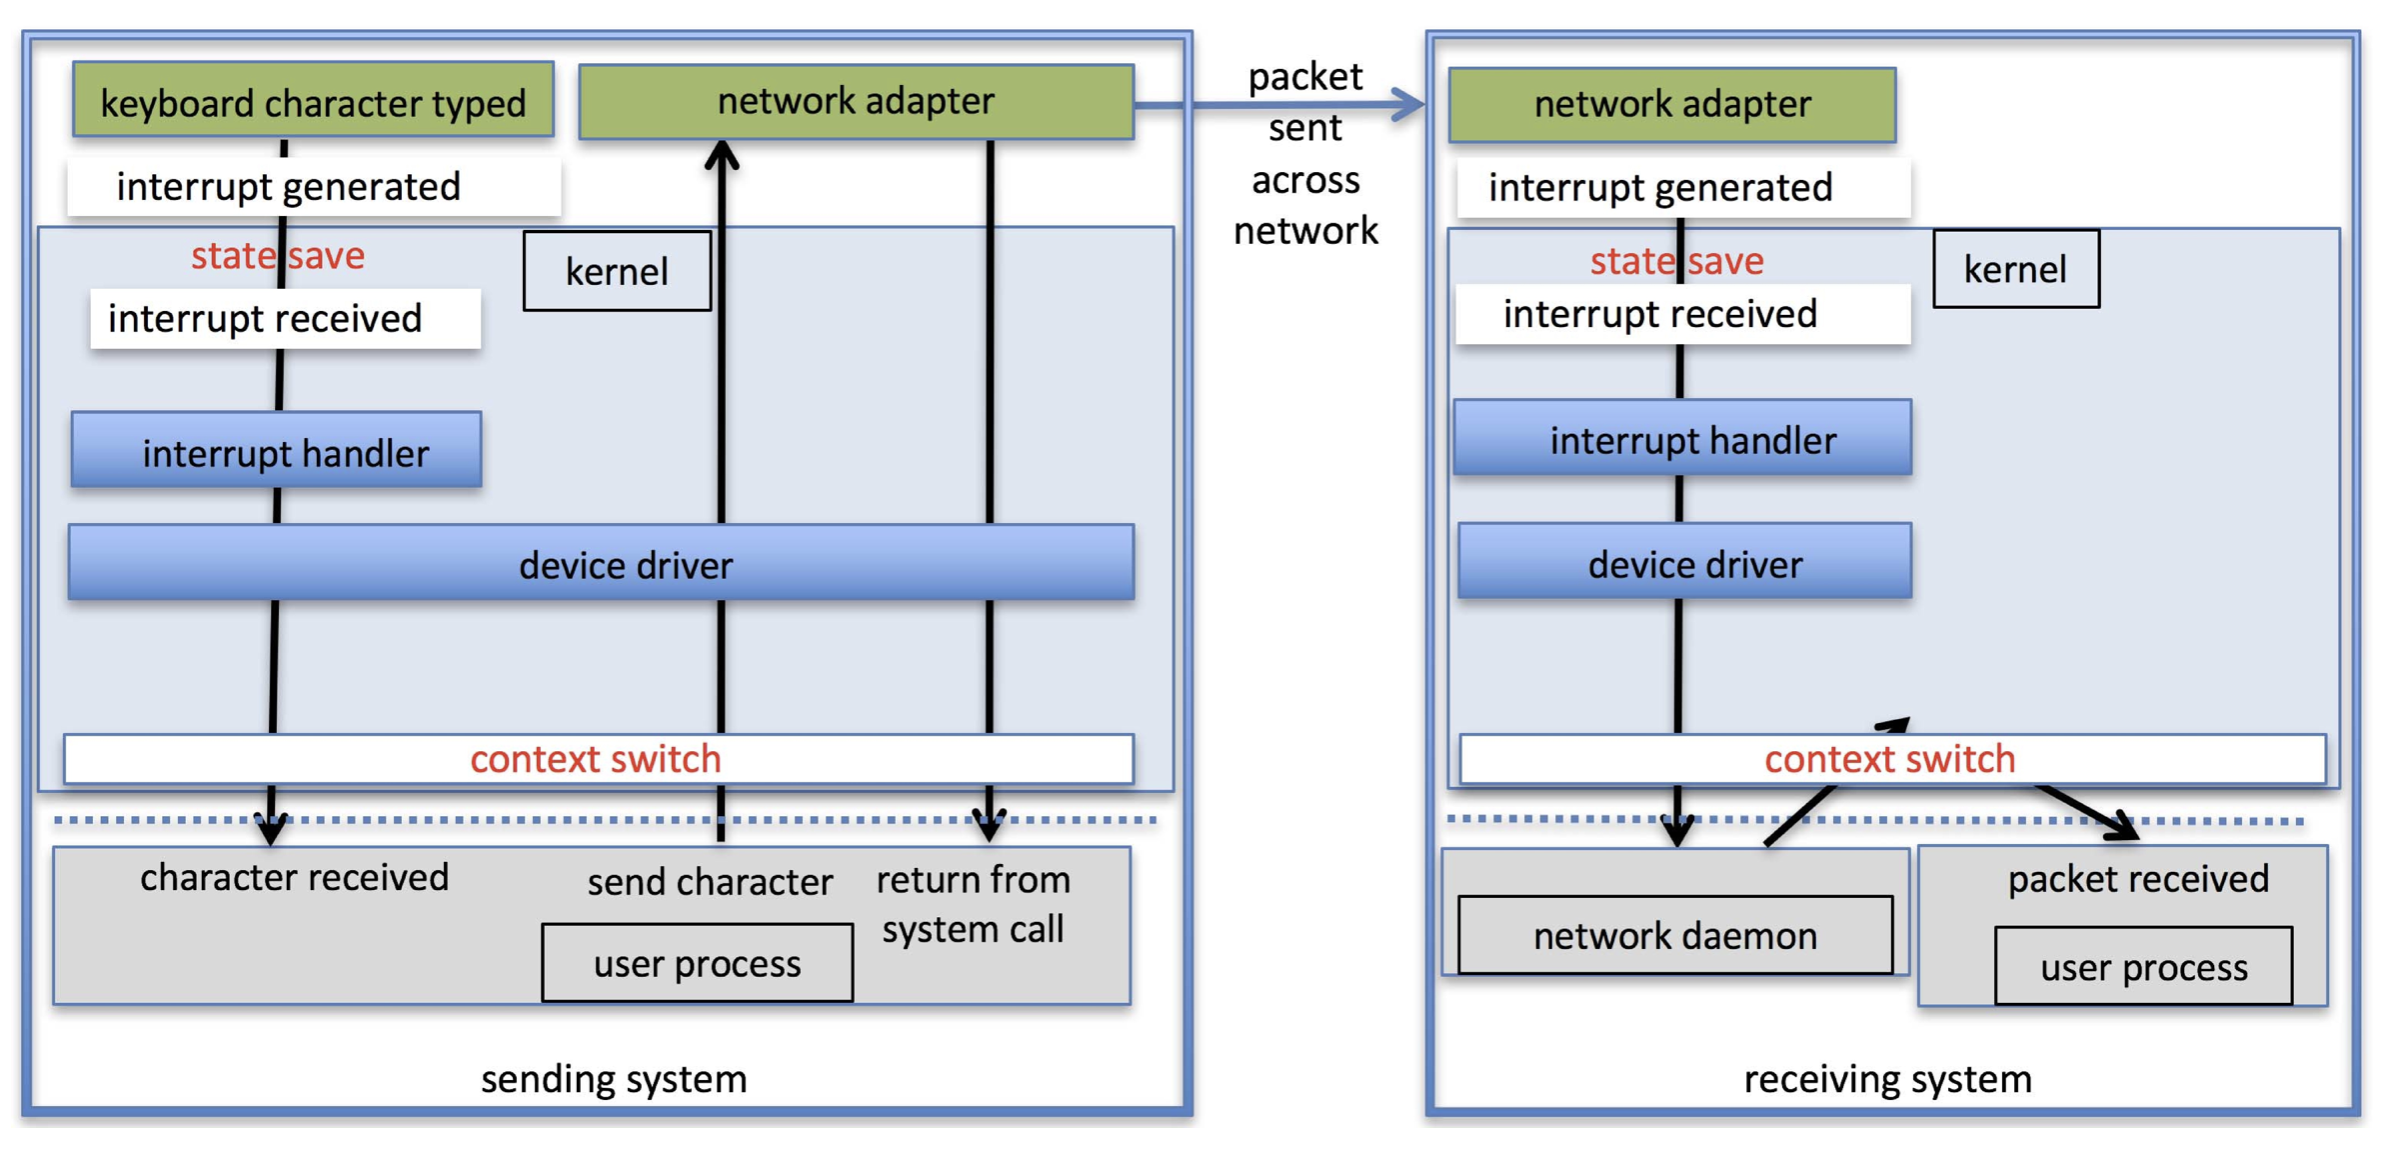 keyboard character typed
network adapter
interrupt generated
state save
kernel
interrupt received
interrupt handler
device driver
context switch
character received
send character
return from
system call
user process
sending system
packet
sent
across
network
network adapter
interrupt generated
state save
kernel
interrupt received
interrupt handler
device driver
context switch
network daemon
packet received
user process
receiving system